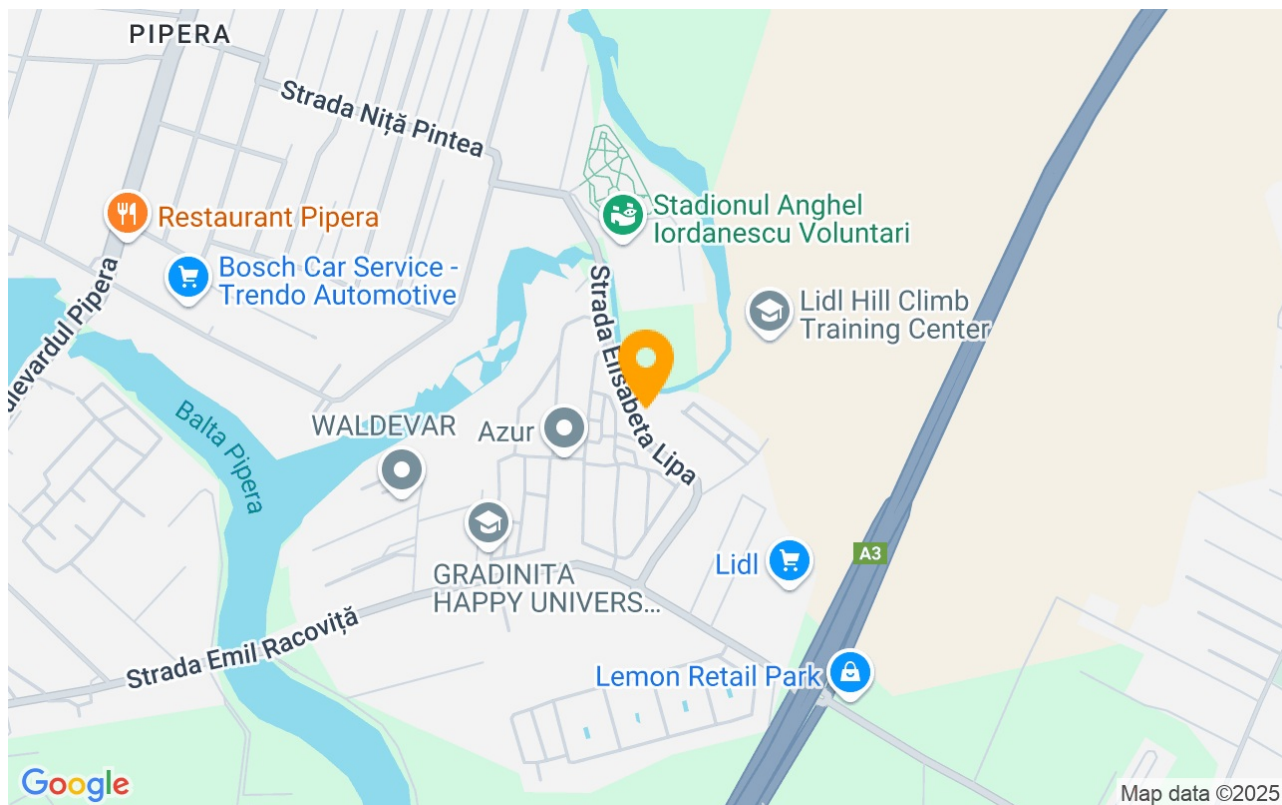 PIPERA
Strada Niță Pintea
Restaurant Pipera
Stadionul Anghel
Iordanescu Voluntari
Bosch Car Service -
Trendo Automotive
Strada Elisabeta Lipa
Lidl Hill Climb
Training Center
ulevardul Pipera
Balta Pipera
WALDEVAR
Azur
GRADINITA
HAPPY UNIVERS...
Lidl
A3
Strada Emil Racoviță
Lemon Retail Park
Google
Map data ©2025